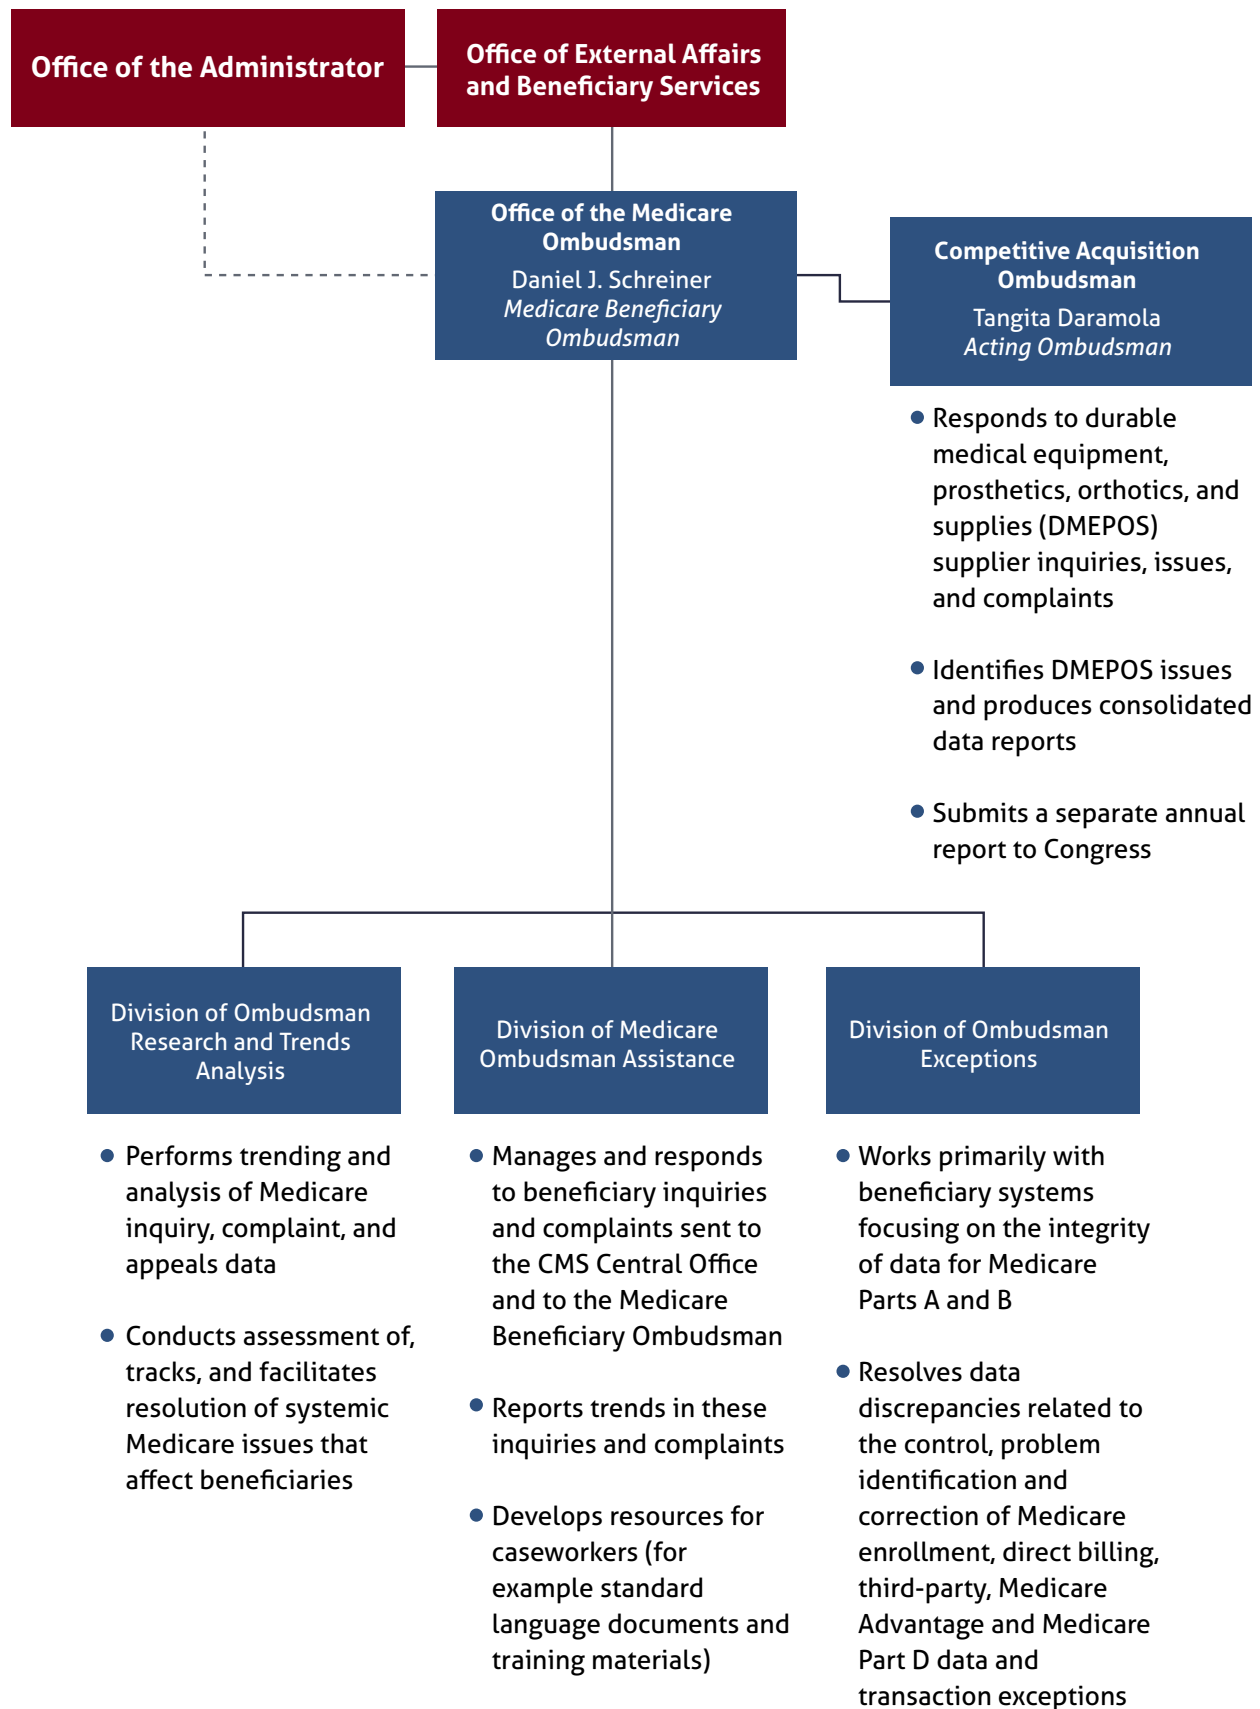 Office of the Administrator
Office of External Affairs
and Beneficiary Services
Office of the Medicare
Ombudsman
Daniel J. Schreiner
Medicare Beneficiary
Ombudsman
Competitive Acquisition
Ombudsman
Tangita Daramola
Acting Ombudsman
• Responds to durable
medical equipment,
prosthetics, orthotics, and
supplies (DMEPOS)
supplier inquiries, issues,
and complaints
• Identifies DMEPOS issues
and produces consolidated
data reports
• Submits a separate annual
report to Congress
Division of Ombudsman
Research and Trends
Analysis
• Performs trending and
analysis of Medicare
inquiry, complaint, and
appeals data
• Conducts assessment of,
tracks, and facilitates
resolution of systemic
Medicare issues that
affect beneficiaries
Division of Medicare
Ombudsman Assistance
• Manages and responds
to beneficiary inquiries
and complaints sent to
the CMS Central Office
and to the Medicare
Beneficiary Ombudsman
• Reports trends in these
inquiries and complaints
• Develops resources for
caseworkers (for
example standard
language documents and
training materials)
Division of Ombudsman
Exceptions
• Works primarily with
beneficiary systems
focusing on the integrity
of data for Medicare
Parts A and B
• Resolves data
discrepancies related to
the control, problem
identification and
correction of Medicare
enrollment, direct billing,
third-party, Medicare
Advantage and Medicare
Part D data and
transaction exceptions